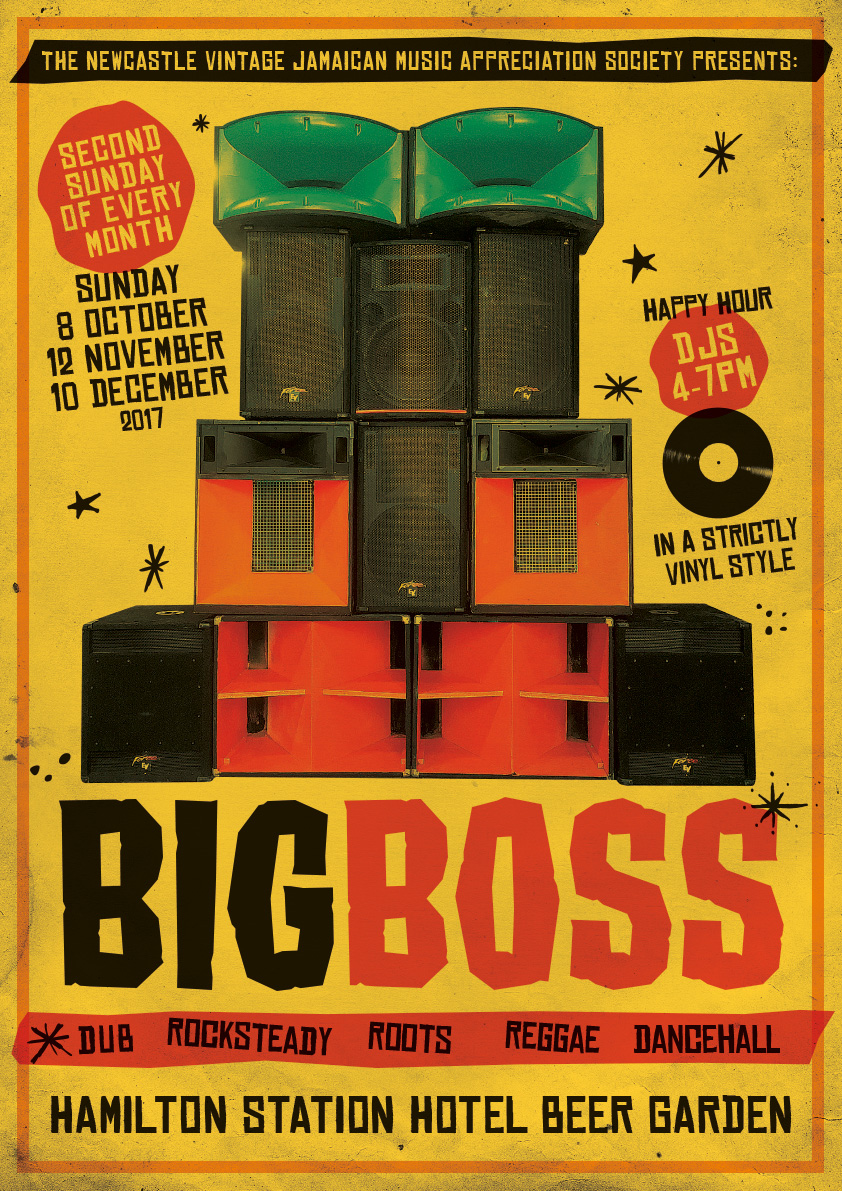 THE NEWCASTLE VINTAGE JAMAICAN MUSIC APPRECIATION SOCIETY PRESENTS:
SECOND
SUNDAY
OF EVERY
MONTH
SUNDAY
8 OCTOBER
12 NOVEMBER
10 DECEMBER
2017
HAPPY HOUR
DJS
4-7PM
IN A STRICTLY
VINYL STYLE
BIGBOSS
DUB ROCKSTEADY ROOTS REGGAE DANCEHALL
HAMILTON STATION HOTEL BEER GARDEN